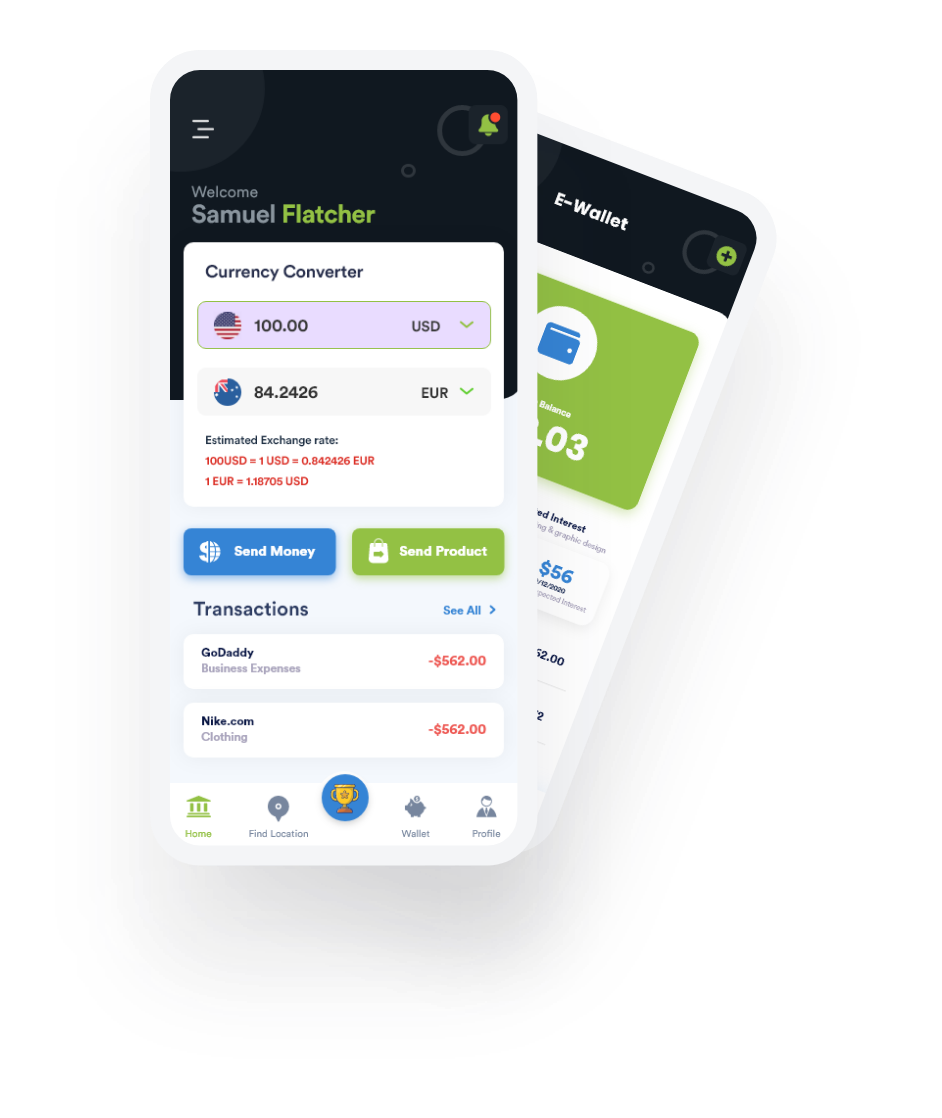 Welcome
Samuel Flatcher
Currency Converter
100.00 USD
84.2426 EUR
Estimated Exchange rate:
100USD = 1 USD = 0.842426 EUR
1 EUR = 1.18705 USD
Send Money
Send Product
Transactions
See All
GoDaddy
Business Expenses
-$562.00
Nike.com
Clothing
-$562.00
Home
Find Location
Wallet
Profile
E-Wallet
Balance
.03
Interest
& graphic design
$56
/12/2020
Interest
52.00